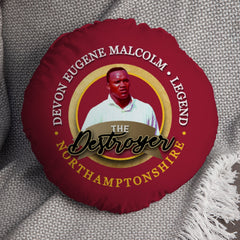 DEVON EUGENE MALCOLM • LEGEND
THE
Destroyer
• NORTHAMPTONSHIRE •